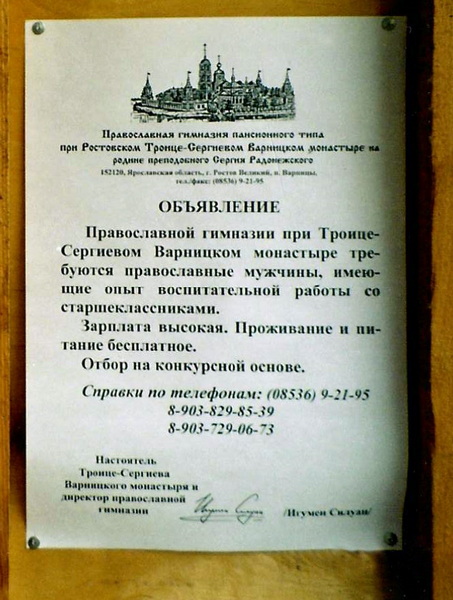 Православная гимназия пансионного типа
при Ростовском Троице-Сергиевом Варницком монастыре на
родине преподобного Сергия Радонежского
152120, Ярославская область, г. Ростов Великий, п. Варницы.
тел./факс: (08536) 9-21-95
ОБЪЯВЛЕНИЕ
Православной гимназии при Троице-
Сергиевом Варницком монастыре тре-
буются православные мужчины, имею-
щие опыт воспитательной работы со
старшеклассниками.
Зарплата высокая. Проживание и пи-
тание бесплатное.
Отбор на конкурсной основе.
Справки по телефонам: (08536) 9-21-95
8-903-829-85-39
8-903-729-06-73
Настоятель
Троице-Сергиева
Варницкого монастыря и
директор православной
гимназии
Игумен Силуан /Игумен Силуан/